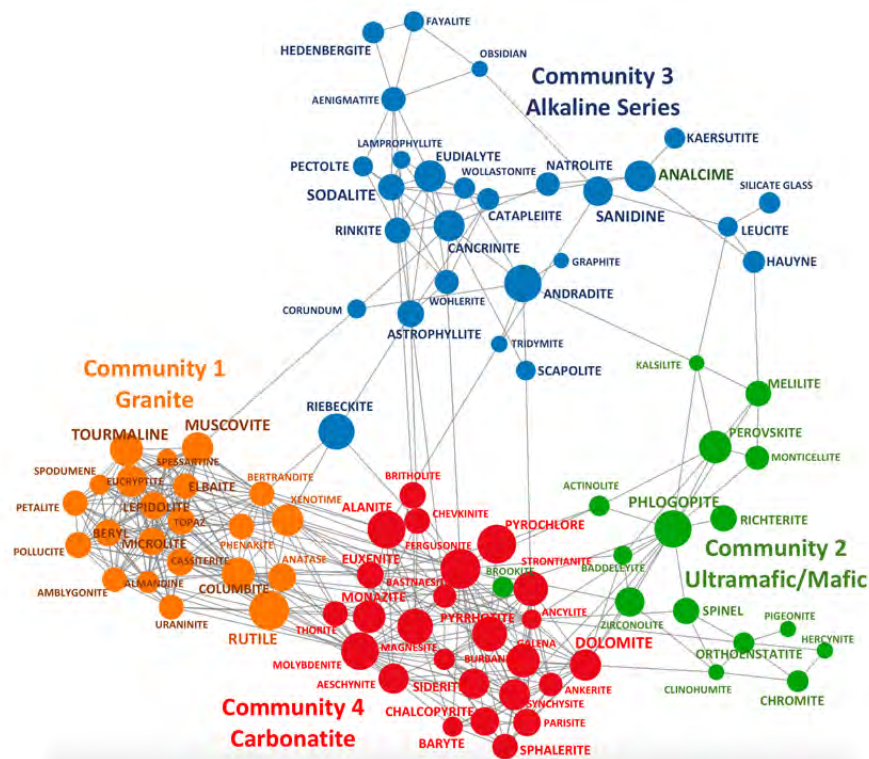 FAYALITE
HEDENBERGITE
OBSIDIAN
Community 3
Alkaline Series
AENIGMATITE
KAERSUTITE
LAMPROPHYLLITE
EUDIALYTE
NATROLITE
ANALCIME
PECTOLTE
WOLLASTONITE
SILICATE GLASS
SODALITE
CATAPLEIITE
SANIDINE
RINKITE
LEUCITE
CANCRINITE
GRAPHITE
HAUYNE
ANDRADITE
WOHLERITE
CORUNDUM
ASTROPHYLLITE
TRIDYMITE
SCAPOLITE
KALSILITE
MELILITE
Community 1
Granite
RIEBECKITE
MUSCOVITE
TOURMALINE
PEROVSKITE
MONTICELLITE
SPESSARTINE
SPODUMENE
BERTRANDITE
BRITHOLITE
EUCRYPTITE
ELBAITE
ACTINOLITE
PETALITE
LEPIDOLITE
XENOTIME
ALANITE
PHLOGOPITE
CHEVKINITE
RICHTERITE
TOPAZ
PYROCHLORE
BERYL
MICROLITE
PHENAKITE
FERGUSONITE
POLLUCITE
CASSITERITE
ANATASE
EUXENITE
STRONTIANITE
BADDELEYITE
Community 2
Ultramafic/Mafic
BROOKITE
BASTNAESITE
AMBLYGONITE
ALMANDINE
COLUMBITE
MONAZITE
ANCYLITE
PYRRHOTITE
SPINEL
PIGEONITE
URANINITE
ZIRCONOLITE
THORITE
RUTILE
MAGNESITE
GALENA
DOLOMITE
HERCYNITE
ORTHOENSTATITE
BURBAN
MOLYBDENITE
AESCHYNITE
SIDERIT
ANKERITE
CLINOHUMITE
CHROMITE
SYNCHYSITE
Community 4
Carbonatite
CHALCOPYRITE
PARISITE
BARYTE
SPHALERITE